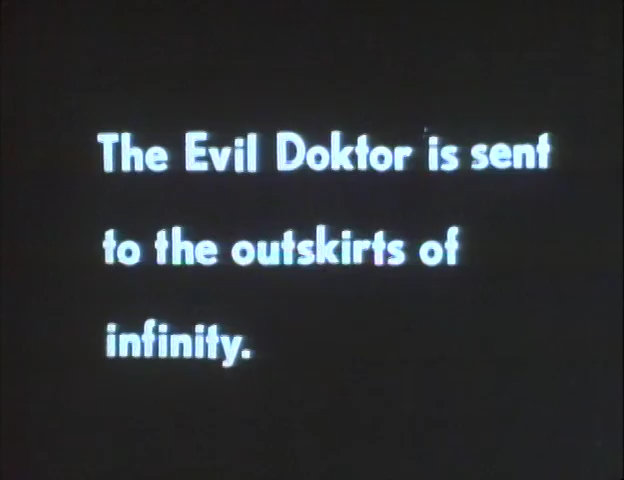 The Evil Doktor is sent
to the outskirts of
infinity.